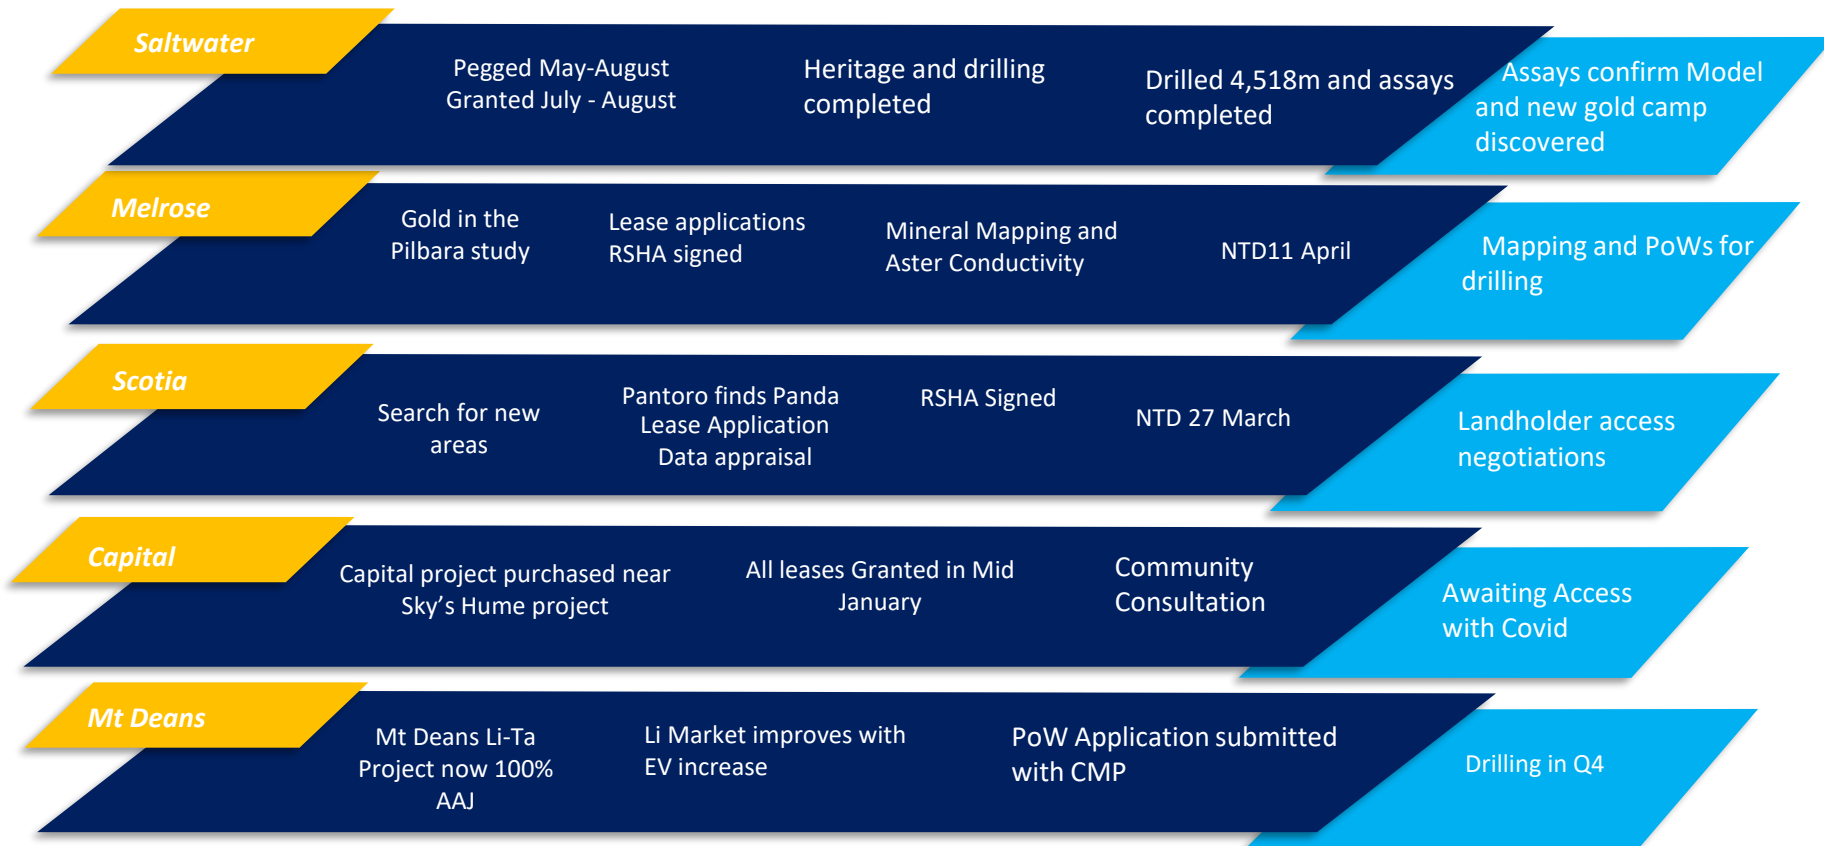 Saltwater
Pegged May-August
Granted July - August
Heritage and drilling
completed
Drilled 4,518m and assays
completed
Assays confirm Model
and new gold camp
discovered
Melrose
Gold in the
Pilbara study
Lease applications
RSHA signed
Mineral Mapping and
Aster Conductivity
NTD11 April
Mapping and PoWs for
drilling
Scotia
Search for new
areas
Pantoro finds Panda
Lease Application
Data appraisal
RSHA Signed
NTD 27 March
Landholder access
negotiations
Capital
Capital project purchased near
Sky’s Hume project
All leases Granted in Mid
January
Community
Consultation
Awaiting Access
with Covid
Mt Deans
Mt Deans Li-Ta
Project now 100%
AAJ
Li Market improves with
EV increase
PoW Application submitted
with CMP
Drilling in Q4